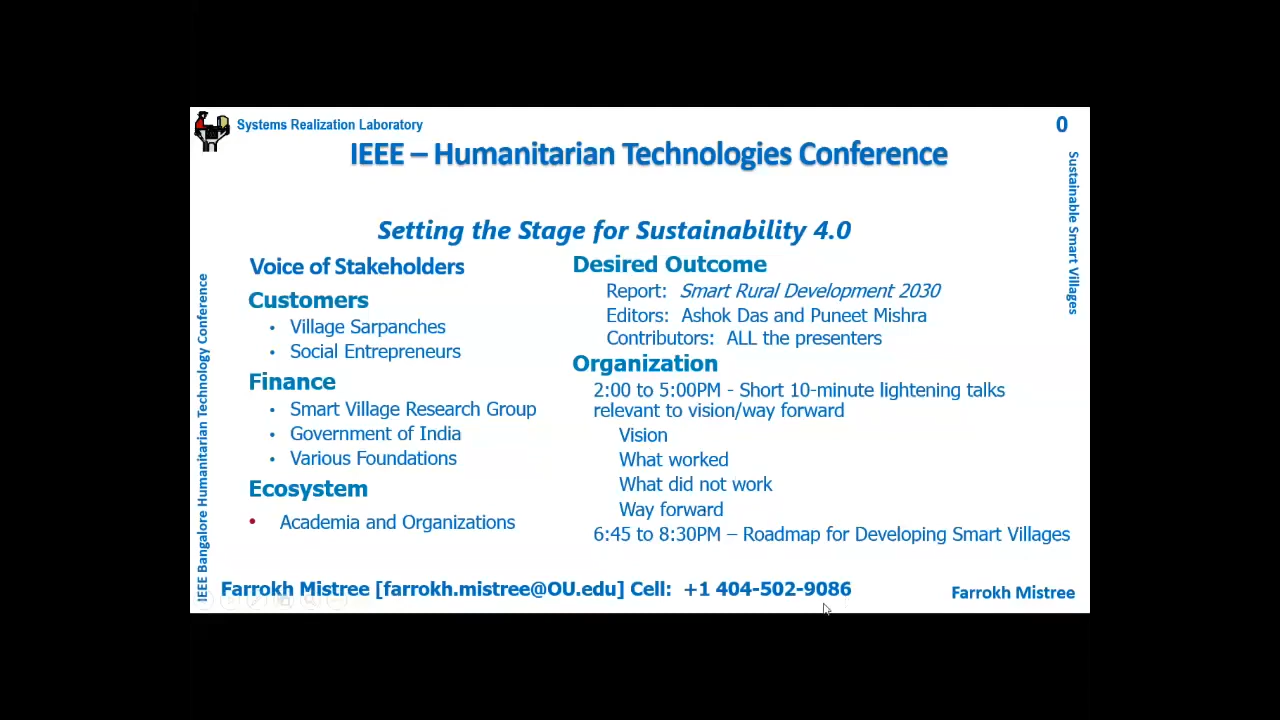 Systems Realization Laboratory
0
IEEE – Humanitarian Technologies Conference
Sustainable Smart Villages
IEEE Bangalore Humanitarian Technology Conference
Setting the Stage for Sustainability 4.0
Voice of Stakeholders
Customers
• Village Sarpanches
• Social Entrepreneurs
Finance
• Smart Village Research Group
• Government of India
• Various Foundations
Ecosystem
• Academia and Organizations
Desired Outcome
Report: Smart Rural Development 2030
Editors: Ashok Das and Puneet Mishra
Contributors: ALL the presenters
Organization
2:00 to 5:00PM - Short 10-minute lightening talks
relevant to vision/way forward
Vision
What worked
What did not work
Way forward
6:45 to 8:30PM – Roadmap for Developing Smart Villages
Farrokh Mistree [farrokh.mistree@OU.edu] Cell: +1 404-502-9086
Farrokh Mistree